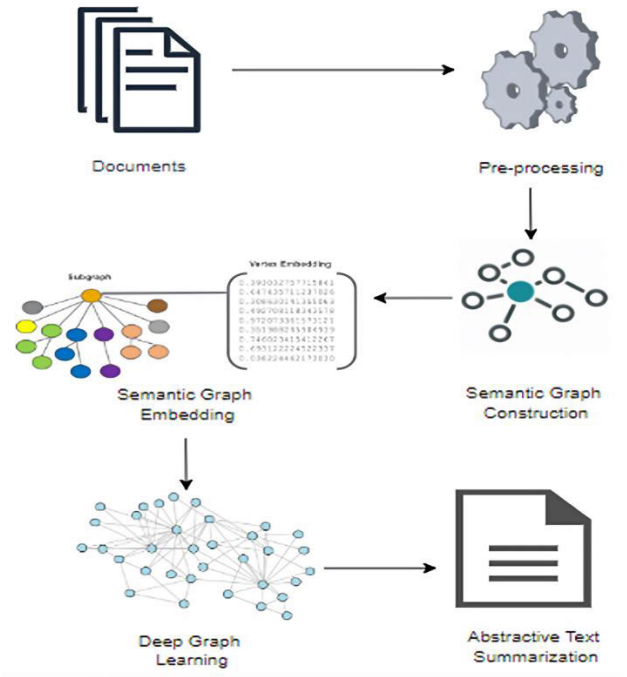 Documents
Pre-processing
Vertex Embedding
Subgraph
Semantic Graph
Embedding
Semantic Graph
Construction
Deep Graph
Learning
Abstractive Text
Summarization